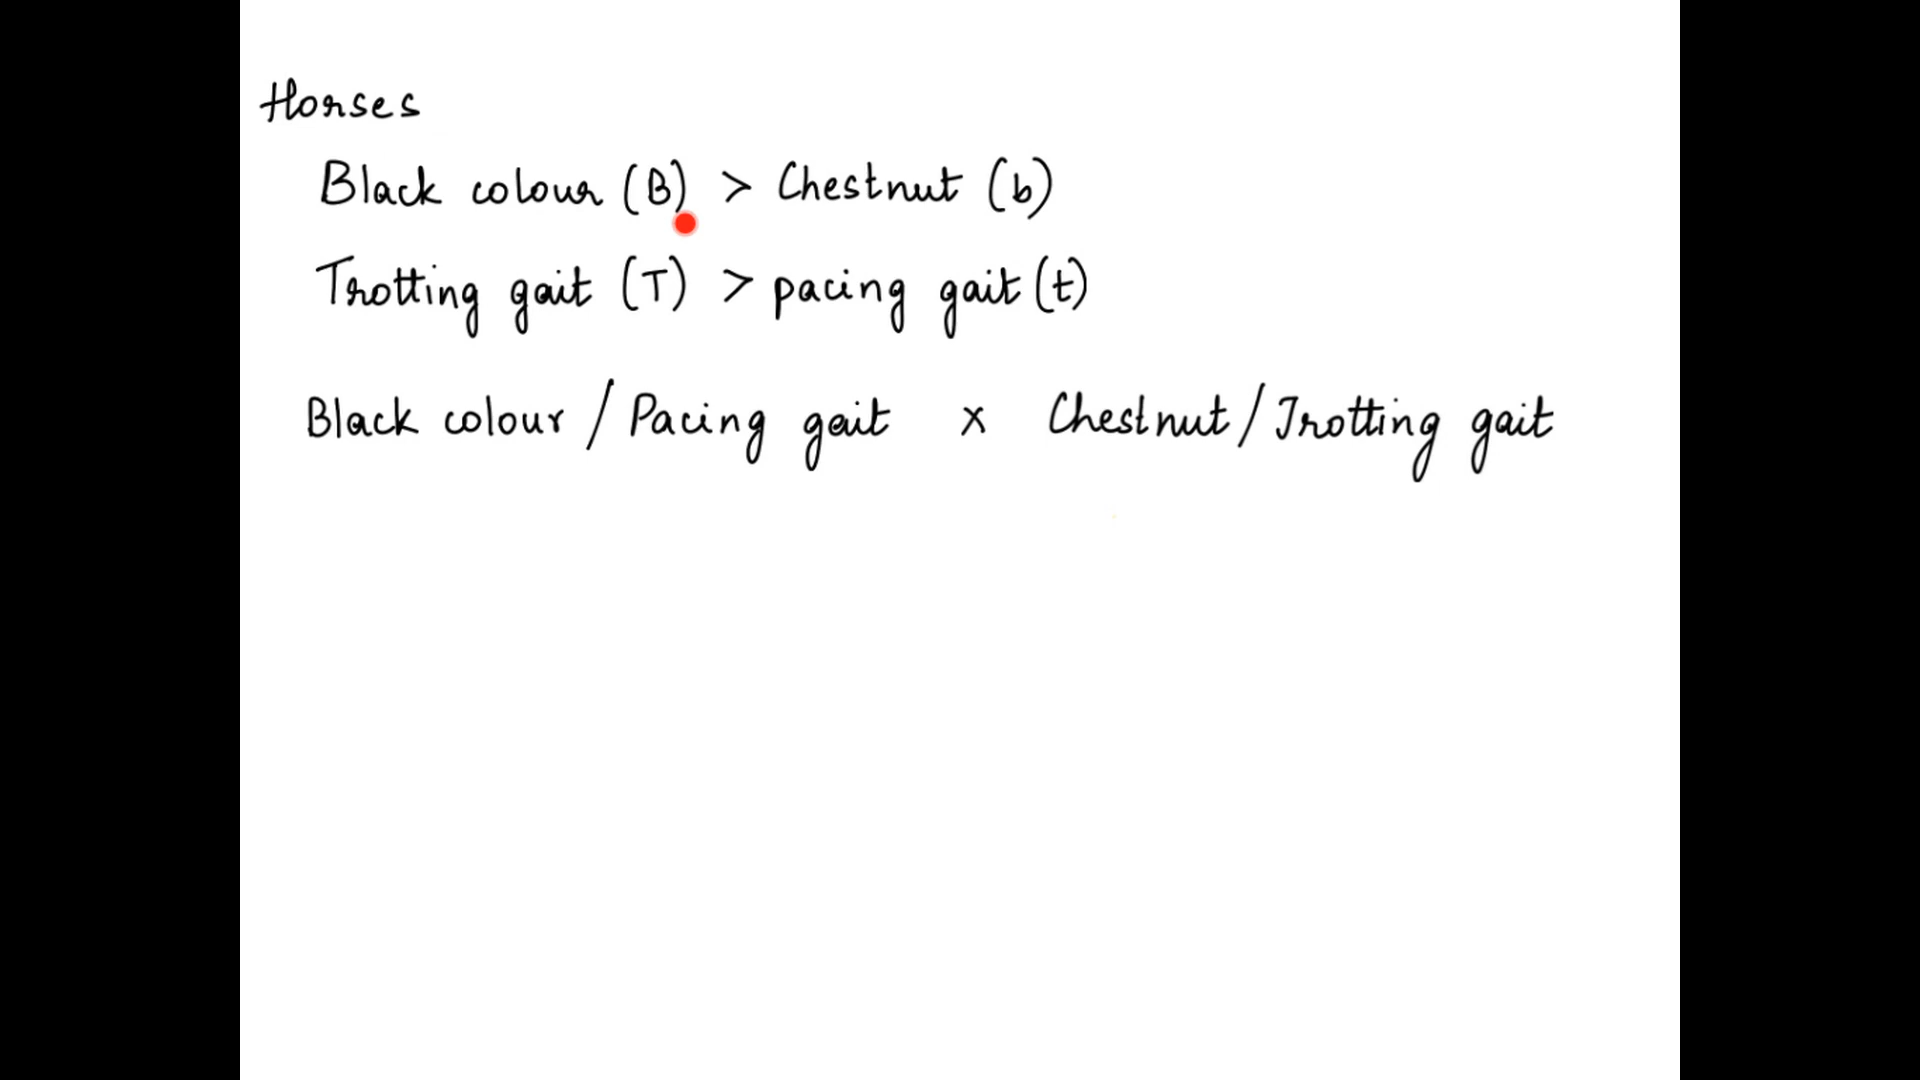 Horses
Black colour (B) > Chestnut (b)
Trotting gait (T) > pacing gait (t)
Black colour / Pacing gait x Chestnut / Trotting gait